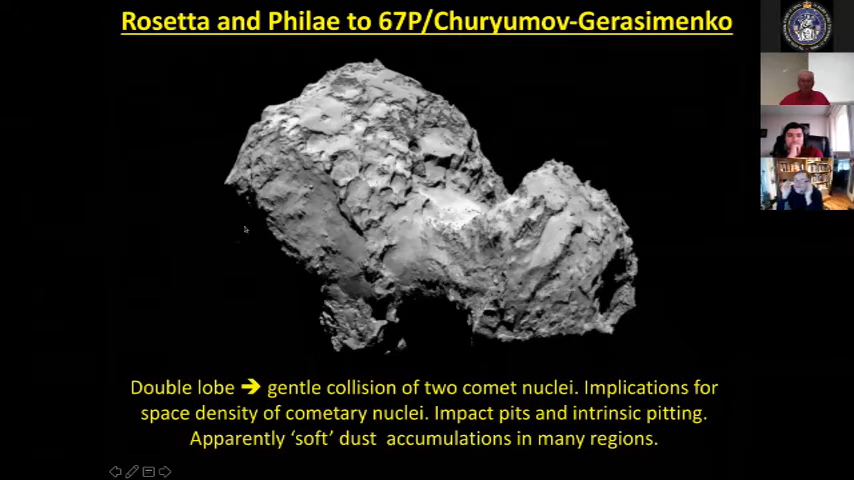 Rosetta and Philae to 67P/Churyumov-Gerasimenko
Double lobe ➔ gentle collision of two comet nuclei. Implications for
space density of cometary nuclei. Impact pits and intrinsic pitting.
Apparently ‘soft’ dust accumulations in many regions.